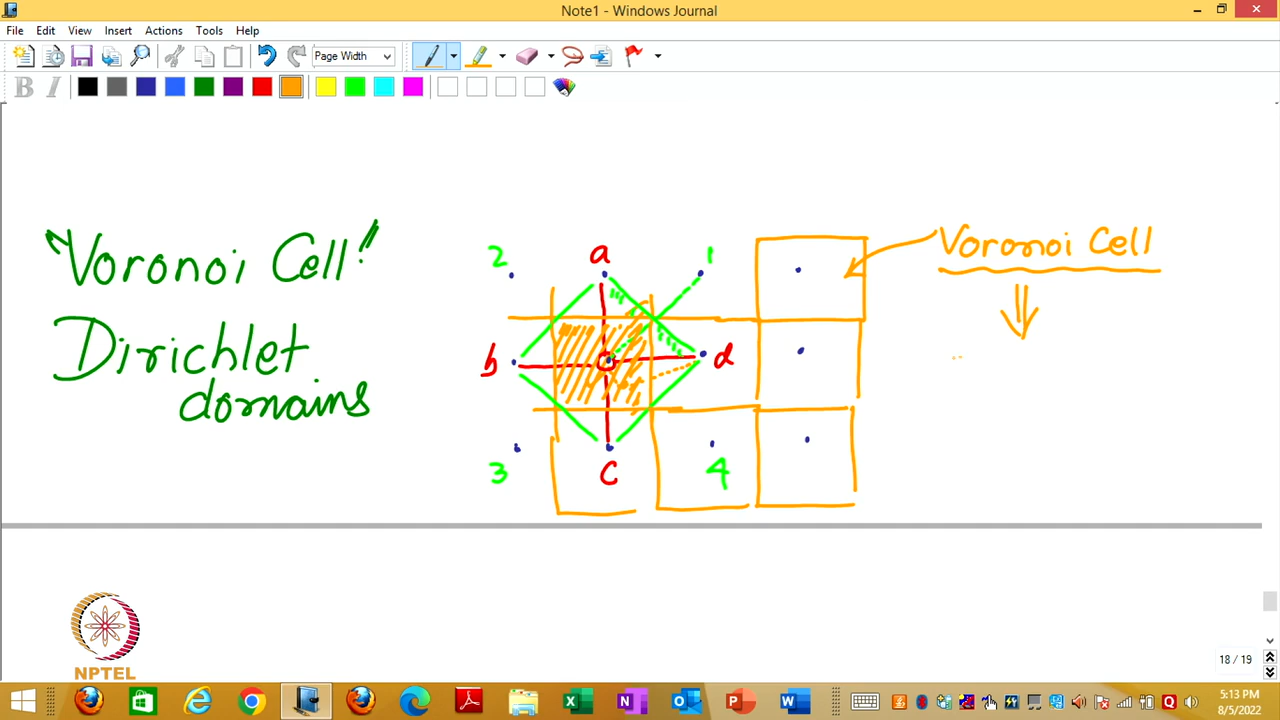 Note1 - Windows Journal
File Edit View Insert Actions Tools Help
Page Width
B I
"Voronoi Cell"
Dirichlet
domains
2 a 1
b d
3 c 4
Voronoi Cell
NPTEL
18 / 19
5:13 PM
8/5/2022